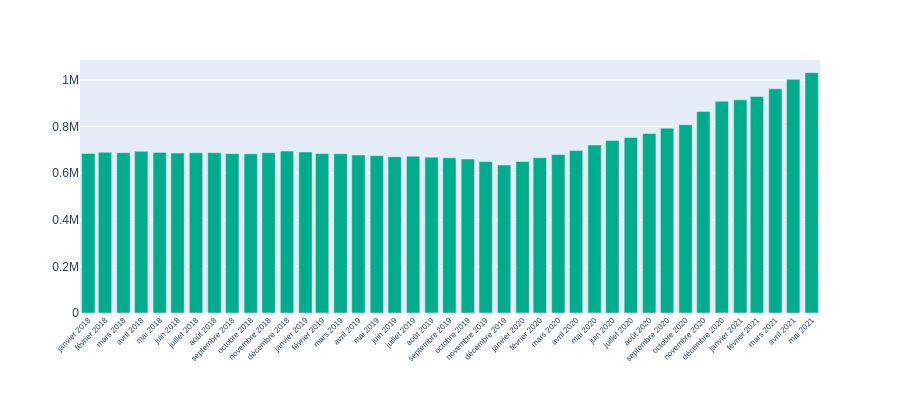 1M
0.8M
0.6M
0.4M
0.2M
0
janvier 2018
février 2018
mars 2018
avril 2018
mai 2018
juin 2018
juillet 2018
août 2018
septembre 2018
octobre 2018
novembre 2018
décembre 2018
janvier 2019
février 2019
mars 2019
avril 2019
mai 2019
juin 2019
juillet 2019
août 2019
septembre 2019
octobre 2019
novembre 2019
décembre 2019
janvier 2020
février 2020
mars 2020
avril 2020
mai 2020
juin 2020
juillet 2020
août 2020
septembre 2020
octobre 2020
novembre 2020
décembre 2020
janvier 2021
février 2021
mars 2021
avril 2021
mai 2021